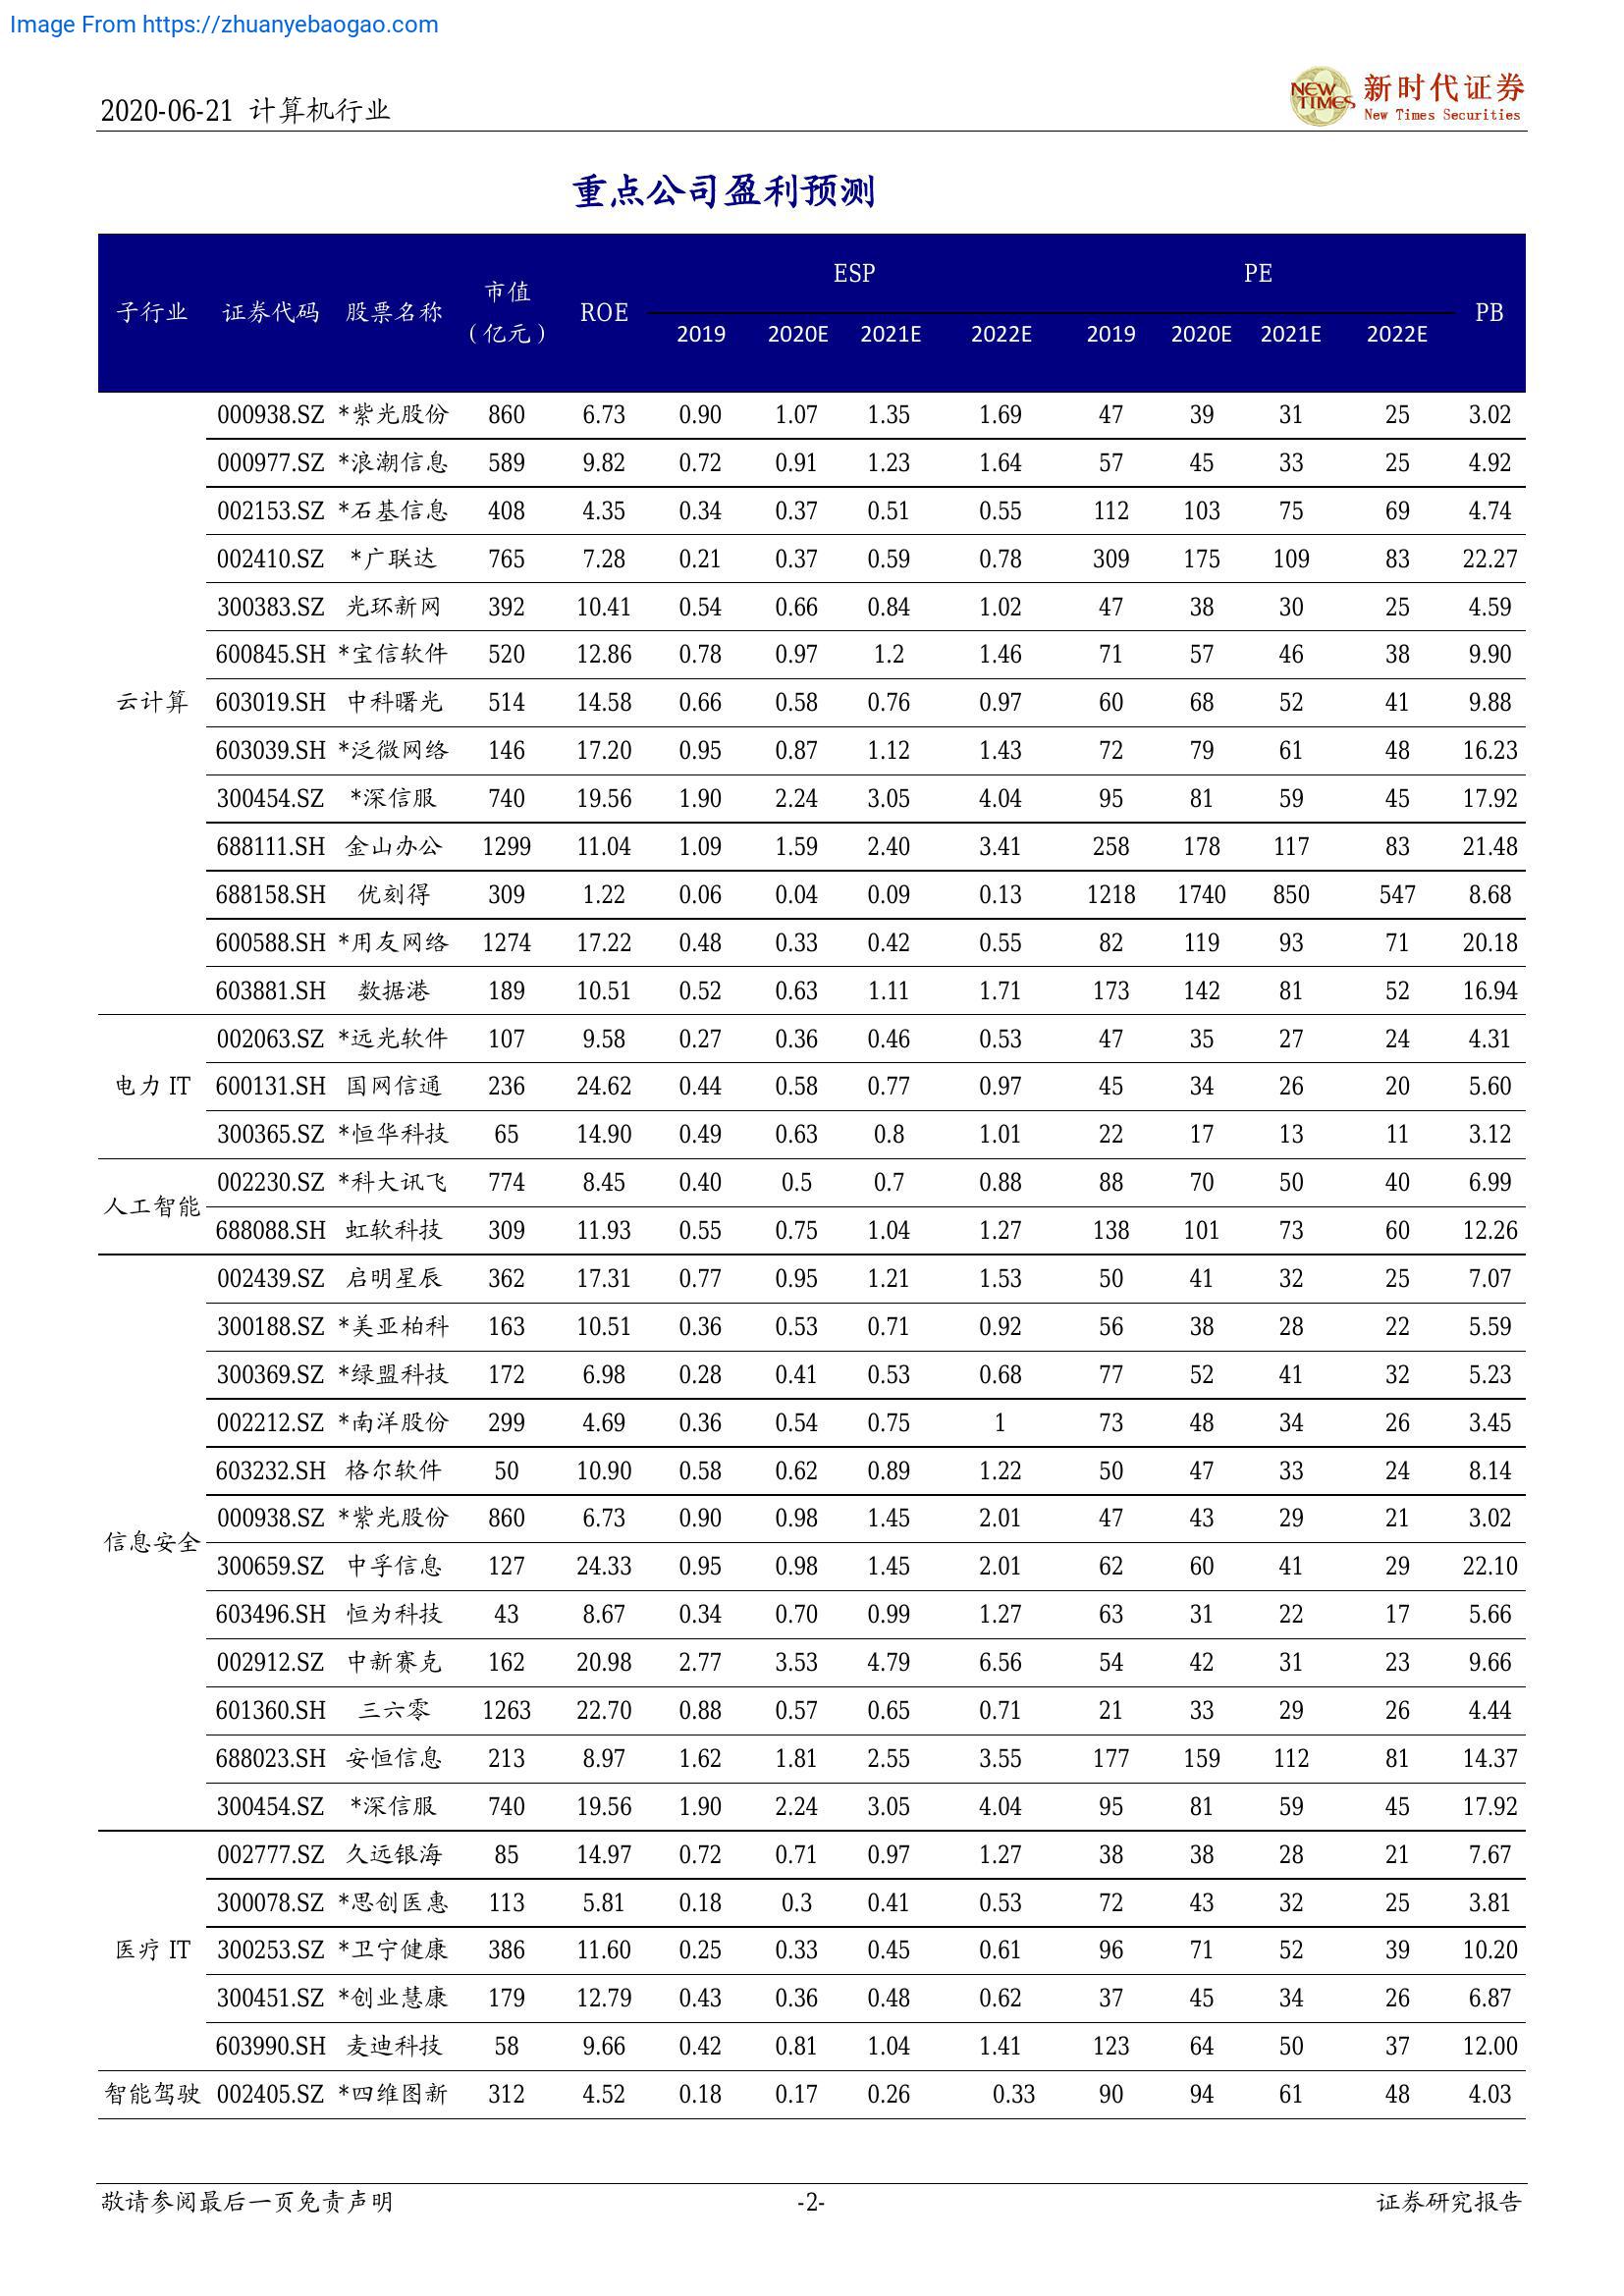 Image From https://zhuanyebaogao.com
2020-06-21 计算机行业
NEW TIMES 新时代证券
New Times Securities
重点公司盈利预测
子行业 证券代码 股票名称 市值（亿元） ROE ESP PE PB
2019 2020E 2021E 2022E 2019 2020E 2021E 2022E
000938.SZ *紫光股份 860 6.73 0.90 1.07 1.35 1.69 47 39 31 25 3.02
000977.SZ *浪潮信息 589 9.82 0.72 0.91 1.23 1.64 57 45 33 25 4.92
002153.SZ *石基信息 408 4.35 0.34 0.37 0.51 0.55 112 103 75 69 4.74
002410.SZ *广联达 765 7.28 0.21 0.37 0.59 0.78 309 175 109 83 22.27
300383.SZ 光环新网 392 10.41 0.54 0.66 0.84 1.02 47 38 30 25 4.59
600845.SH *宝信软件 520 12.86 0.78 0.97 1.2 1.46 71 57 46 38 9.90
云计算 603019.SH 中科曙光 514 14.58 0.66 0.58 0.76 0.97 60 68 52 41 9.88
603039.SH *泛微网络 146 17.20 0.95 0.87 1.12 1.43 72 79 61 48 16.23
300454.SZ *深信服 740 19.56 1.90 2.24 3.05 4.04 95 81 59 45 17.92
688111.SH 金山办公 1299 11.04 1.09 1.59 2.40 3.41 258 178 117 83 21.48
688158.SH 优刻得 309 1.22 0.06 0.04 0.09 0.13 1218 1740 850 547 8.68
600588.SH *用友网络 1274 17.22 0.48 0.33 0.42 0.55 82 119 93 71 20.18
603881.SH 数据港 189 10.51 0.52 0.63 1.11 1.71 173 142 81 52 16.94
002063.SZ *远光软件 107 9.58 0.27 0.36 0.46 0.53 47 35 27 24 4.31
电力 IT 600131.SH 国网信通 236 24.62 0.44 0.58 0.77 0.97 45 34 26 20 5.60
300365.SZ *恒华科技 65 14.90 0.49 0.63 0.8 1.01 22 17 13 11 3.12
人工智能 002230.SZ *科大讯飞 774 8.45 0.40 0.5 0.7 0.88 88 70 50 40 6.99
688088.SH 虹软科技 309 11.93 0.55 0.75 1.04 1.27 138 101 73 60 12.26
002439.SZ 启明星辰 362 17.31 0.77 0.95 1.21 1.53 50 41 32 25 7.07
300188.SZ *美亚柏科 163 10.51 0.36 0.53 0.71 0.92 56 38 28 22 5.59
300369.SZ *绿盟科技 172 6.98 0.28 0.41 0.53 0.68 77 52 41 32 5.23
002212.SZ *南洋股份 299 4.69 0.36 0.54 0.75 1 73 48 34 26 3.45
603232.SH 格尔软件 50 10.90 0.58 0.62 0.89 1.22 50 47 33 24 8.14
000938.SZ *紫光股份 860 6.73 0.90 0.98 1.45 2.01 47 43 29 21 3.02
信息安全 300659.SZ 中孚信息 127 24.33 0.95 0.98 1.45 2.01 62 60 41 29 22.10
603496.SH 恒为科技 43 8.67 0.34 0.70 0.99 1.27 63 31 22 17 5.66
002912.SZ 中新赛克 162 20.98 2.77 3.53 4.79 6.56 54 42 31 23 9.66
601360.SH 三六零 1263 22.70 0.88 0.57 0.65 0.71 21 33 29 26 4.44
688023.SH 安恒信息 213 8.97 1.62 1.81 2.55 3.55 177 159 112 81 14.37
300454.SZ *深信服 740 19.56 1.90 2.24 3.05 4.04 95 81 59 45 17.92
002777.SZ 久远银海 85 14.97 0.72 0.71 0.97 1.27 38 38 28 21 7.67
300078.SZ *思创医惠 113 5.81 0.18 0.3 0.41 0.53 72 43 32 25 3.81
医疗 IT 300253.SZ *卫宁健康 386 11.60 0.25 0.33 0.45 0.61 96 71 52 39 10.20
300451.SZ *创业慧康 179 12.79 0.43 0.36 0.48 0.62 37 45 34 26 6.87
603990.SH 麦迪科技 58 9.66 0.42 0.81 1.04 1.41 123 64 50 37 12.00
智能驾驶 002405.SZ *四维图新 312 4.52 0.18 0.17 0.26 0.33 90 94 61 48 4.03
敬请参阅最后一页免责声明 -2- 证券研究报告